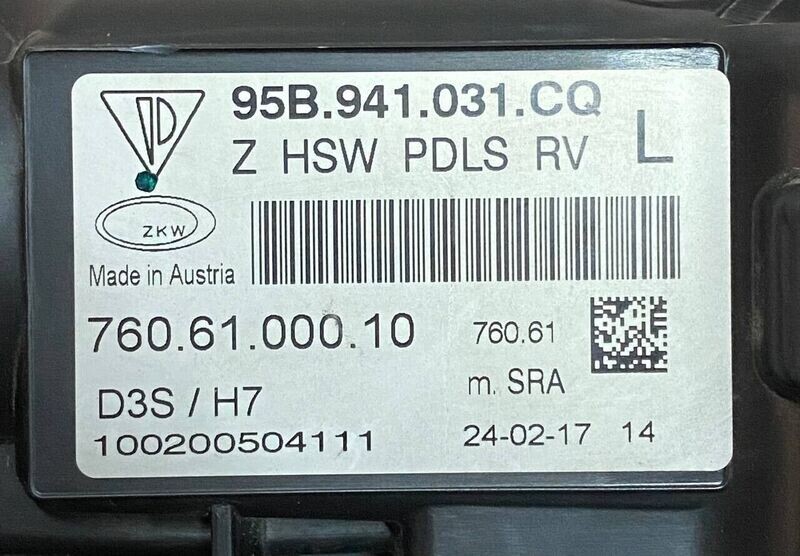 95B.941.031.CQ
Z HSW PDLS RV L
ZKW
Made in Austria
760.61.000.10
760.61
m. SRA
D3S / H7
100200504111
24-02-17 14